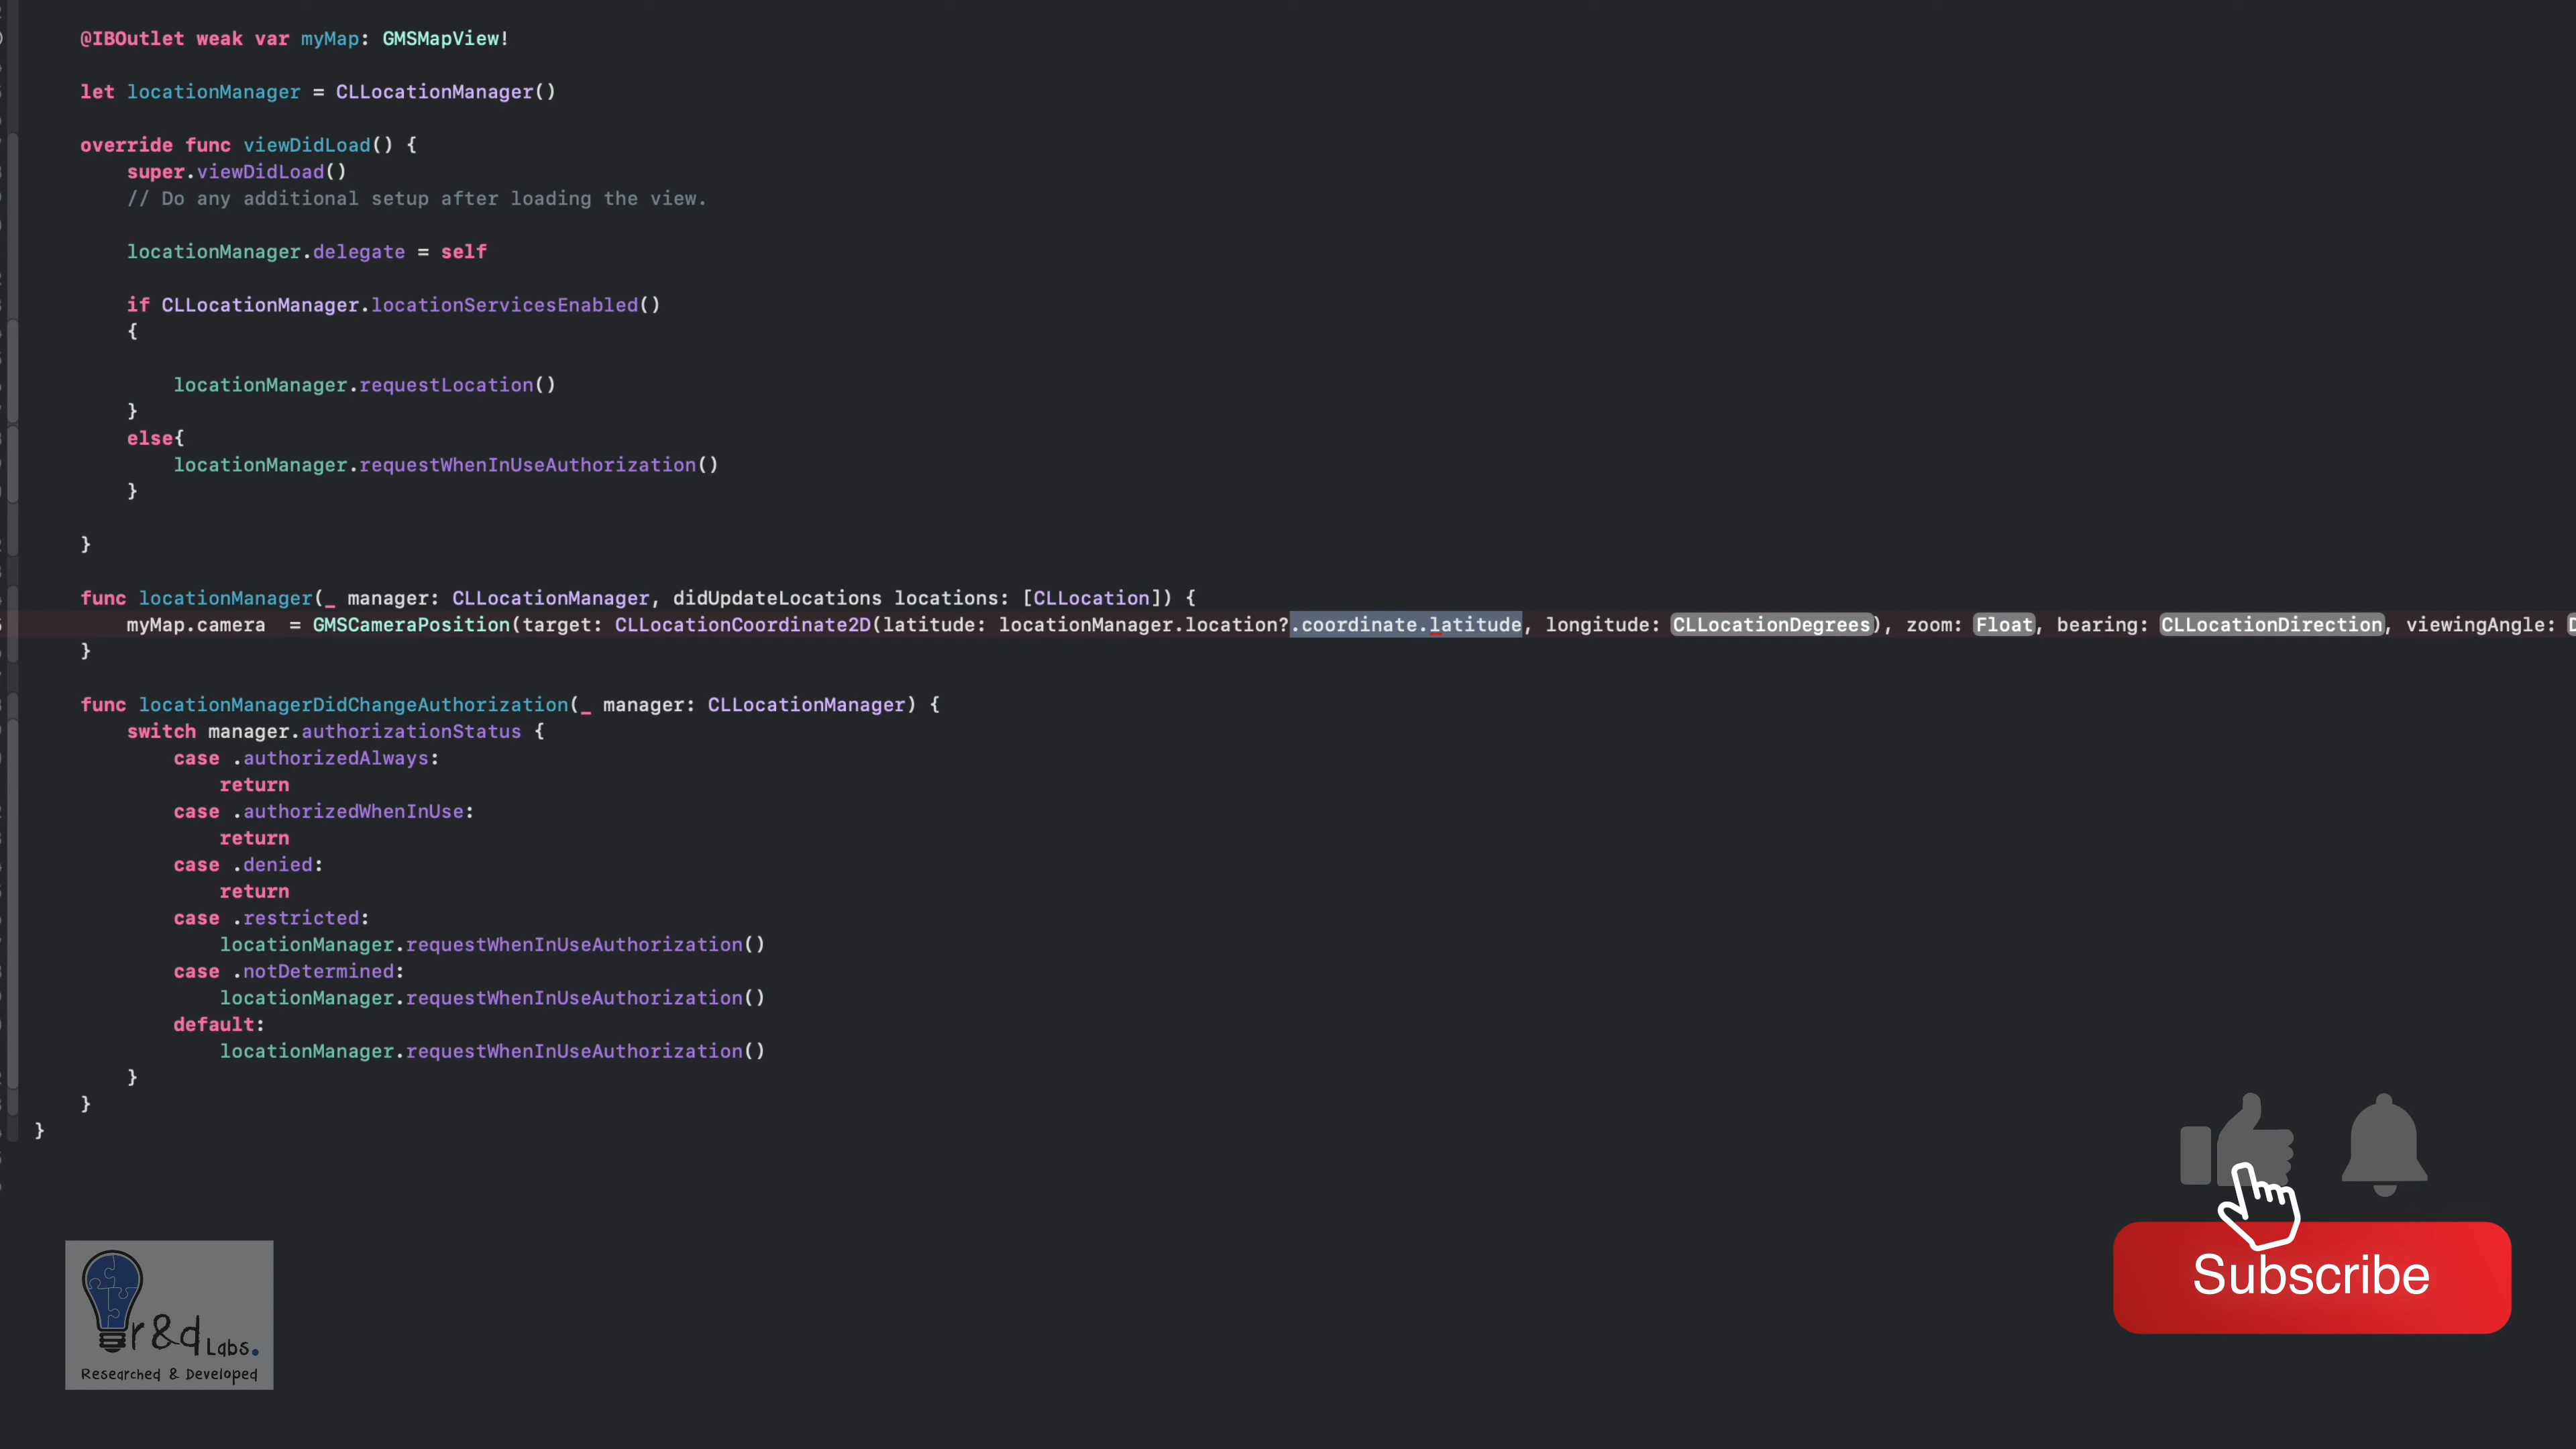 @IBOutlet weak var myMap: GMSMapView!
let locationManager = CLLocationManager()
override func viewDidLoad() {
super.viewDidLoad()
// Do any additional setup after loading the view.
locationManager.delegate = self
if CLLocationManager.locationServicesEnabled()
{
locationManager.requestLocation()
}
else{
locationManager.requestWhenInUseAuthorization()
}
}
func locationManager(_ manager: CLLocationManager, didUpdateLocations locations: [CLLocation]) {
myMap.camera  = GMSCameraPosition(target: CLLocationCoordinate2D(latitude: locationManager.location?.coordinate.latitude, longitude: CLLocationDegrees), zoom: Float, bearing: CLLocationDirection, viewingAngle:
}
func locationManagerDidChangeAuthorization(_ manager: CLLocationManager) {
switch manager.authorizationStatus {
case .authorizedAlways:
return
case .authorizedWhenInUse:
return
case .denied:
return
case .restricted:
locationManager.requestWhenInUseAuthorization()
case .notDetermined:
locationManager.requestWhenInUseAuthorization()
default:
locationManager.requestWhenInUseAuthorization()
}
}
}
Subscribe
r&d Labs.
Researched & Developed